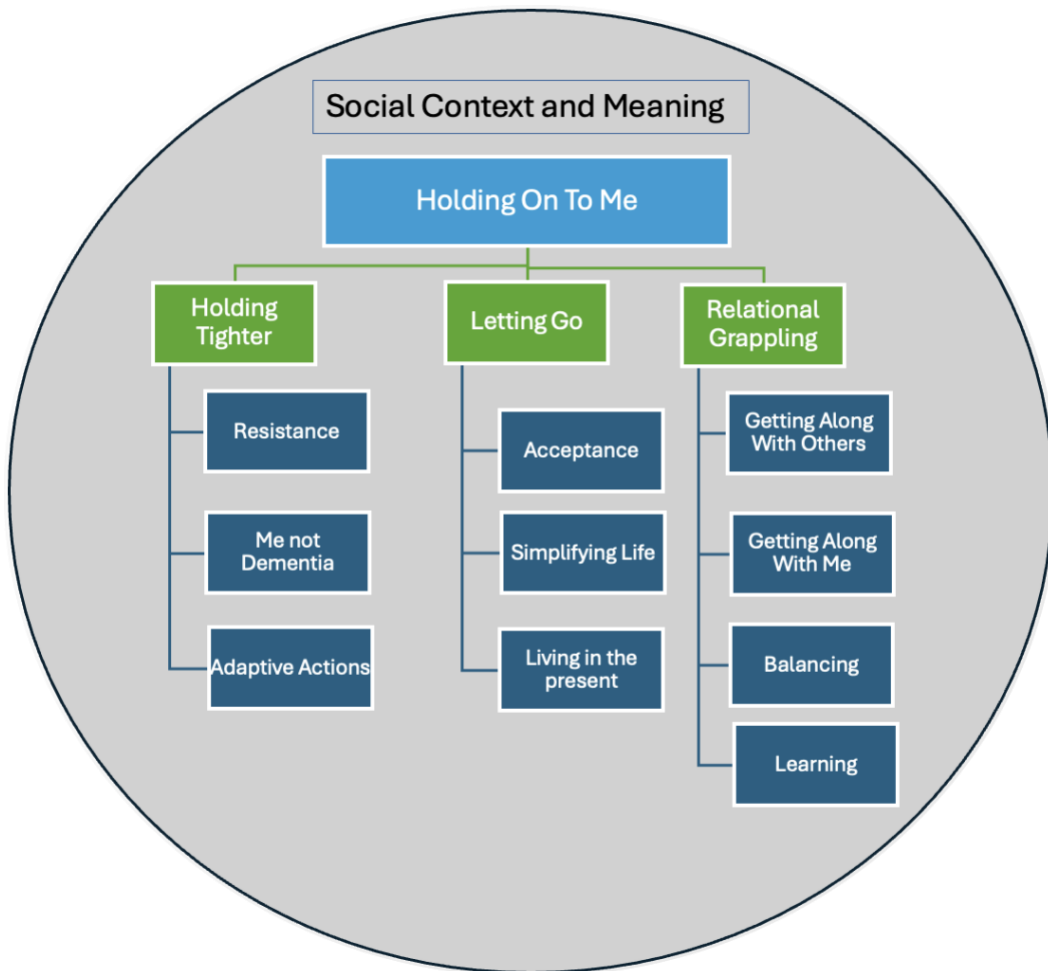 Social Context and Meaning
Holding On To Me
Holding
Tighter
Resistance
Me not
Dementia
Adaptive Actions
Letting Go
Acceptance
Simplifying Life
Living in the
present
Relational
Grappling
Getting Along
With Others
Getting Along
With Me
Balancing
Learning